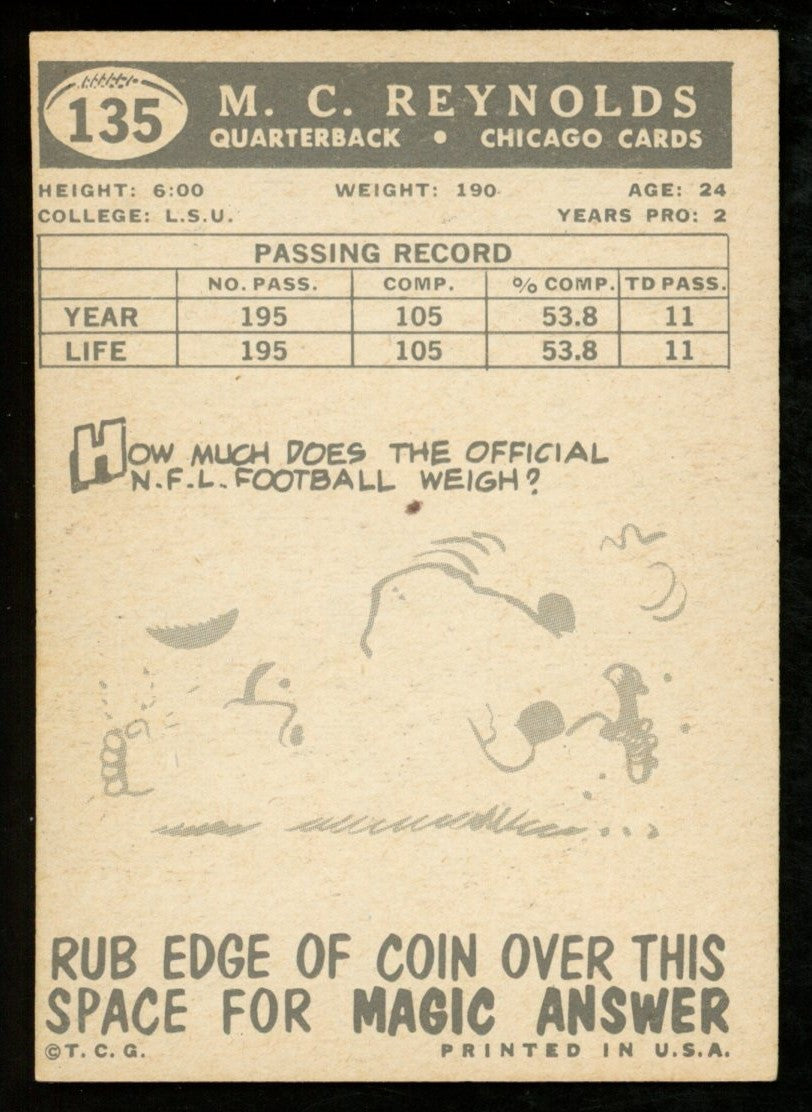 135
M. C. REYNOLDS
QUARTERBACK • CHICAGO CARDS
HEIGHT: 6:00 WEIGHT: 190 AGE: 24
COLLEGE: L.S.U. YEARS PRO: 2
PASSING RECORD
NO. PASS. COMP. % COMP. TD PASS.
YEAR 195 105 53.8 11
LIFE 195 105 53.8 11
HOW MUCH DOES THE OFFICIAL
N.F.L. FOOTBALL WEIGH?
RUB EDGE OF COIN OVER THIS
SPACE FOR MAGIC ANSWER
©T.C.G. PRINTED IN U.S.A.